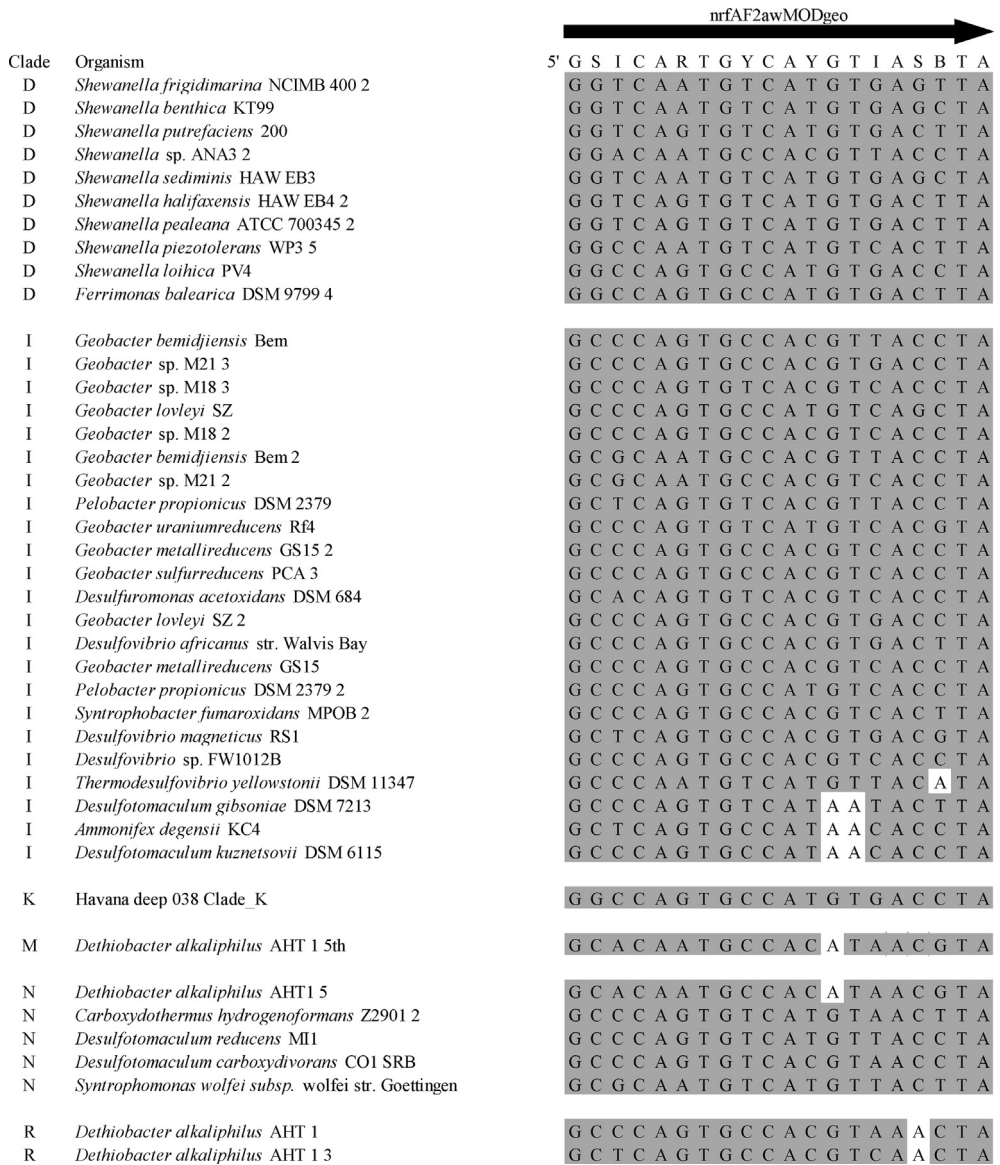 nrfAF2awMODgeo
Clade Organism 5' G S I C A R T G Y C A Y G T I A S B T A
D Shewanella frigidimarina NCIMB 400 2 G G T C A A T G T C A T G T G A G T T A
D Shewanella benthica KT99 G G T C A A T G T C A T G T G A G T T A
D Shewanella putrefaciens 200 G G T C A G T G T C A T G T G A C T T A
D Shewanella sp. ANA3 2 G G A C A A T G C C A C G T T A C C T A
D Shewanella sediminis HAW EB3 G G T C A A T G T C A T G T G A G C T A
D Shewanella halifaxensis HAW EB4 2 G G T C A G T G T C A T G T G A C T T A
D Shewanella pealeana ATCC 700345 2 G G T C A G T G T C A T G T G A C T T A
D Shewanella piezotolerans WP3 5 G G C C A A T G T C A T G T C A C T T A
D Shewanella loihica PV4 G G C C A G T G C C A T G T G A C C T A
D Ferrimonas balearica DSM 9799 4 G G C C A G T G C C A T G T G A C T T A
I Geobacter bemidjiensis Bem G C C C A R T G Y C A C G T T A C C T A
I Geobacter sp. M21 3 G C C C A G T G C C A C G T G A C C T A
I Geobacter sp. M18 3 G C C C A G T G T C A C G T C A C C T A
I Geobacter lovleyi SZ G C C C A G T G C C A T G T C A G C T A
I Geobacter sp. M18 2 G C C C A G T G C C A C G T C A C C T A
I Geobacter bemidjiensis Bem 2 G C G C A A T G C C A C G T T A C C T A
I Geobacter sp. M21 2 G C G C A A T G T C A C G T C A C C T A
I Pelobacter propionicus DSM 2379 G C T C A G T G T C A C G T T A C C T A
I Geobacter uraniumreducens Rf4 G C C C A G T G T C A T G T C A C G T A
I Geobacter metallireducens GS15 2 G C C C A G T G C C A C G T C A C C T A
I Geobacter sulfurreducens PCA 3 G C C C A G T G C C A C G T C A C C T A
I Desulfuromonas acetoxidans DSM 684 G C A C A G T G T C A C G T C A C C T A
I Geobacter lovleyi SZ 2 G C C C A G T G C C A C G T G A C C T A
I Desulfovibrio africanus str. Walvis Bay G C C C A G T G C C A C G T G A C T T A
I Geobacter metallireducens GS15 G C C C A G T G C C A C G T C A C C T A
I Pelobacter propionicus DSM 2379 2 G C C C A G T G C C A T G T C A C C T A
I Syntrophobacter fumaroxidans MPOB 2 G C C C A G T G C C A C G T C A C T T A
I Desulfovibrio magneticus RS1 G C T C A G T G C C A C G T G A C G T A
I Desulfovibrio sp. FW1012B G C C C A G T G C C A C G T C A C C T A
I Thermodesulfovibrio yellowstonii DSM 11347 G C C C A A T G T C A T G T T A C A T A
I Desulfotomaculum gibsoniae DSM 7213 G C C C A G T G T C A T A A T A C T T A
I Ammonifex degensii KC4 G C T C A G T G C C A T A A C A C C T A
I Desulfotomaculum kuznetsovii DSM 6115 G C C C A G T G C C A T A A C A C C T A
K Havana deep 038 Clade_K G G C C A G T G C C A T G T G A C C T A
M Dethiobacter alkaliphilus AHT 1 5th G C A C A A T G C C A C A T A A C G T A
N Dethiobacter alkaliphilus AHT1 5 G C A C A A T G C C A C A T A A C G T A
N Carboxydothermus hydrogenoformans Z2901 2 G C C C A G T G T C A T G T A A C T T A
N Desulfotomaculum reducens MI1 G C C C A G T G T C A T G T T A C C T A
N Desulfotomaculum carboxydivorans CO1 SRB G C C C A G T G T C A T G T A A C C T A
N Syntrophomonas wolfei subsp. wolfei str. Goettingen G C G C A A T G T C A T G T T A C T T A
R Dethiobacter alkaliphilus AHT 1 G C C C A G T G C C A C G T A A A C T A
R Dethiobacter alkaliphilus AHT 1 3 G C T C A G T G C C A C G T C A A C T A